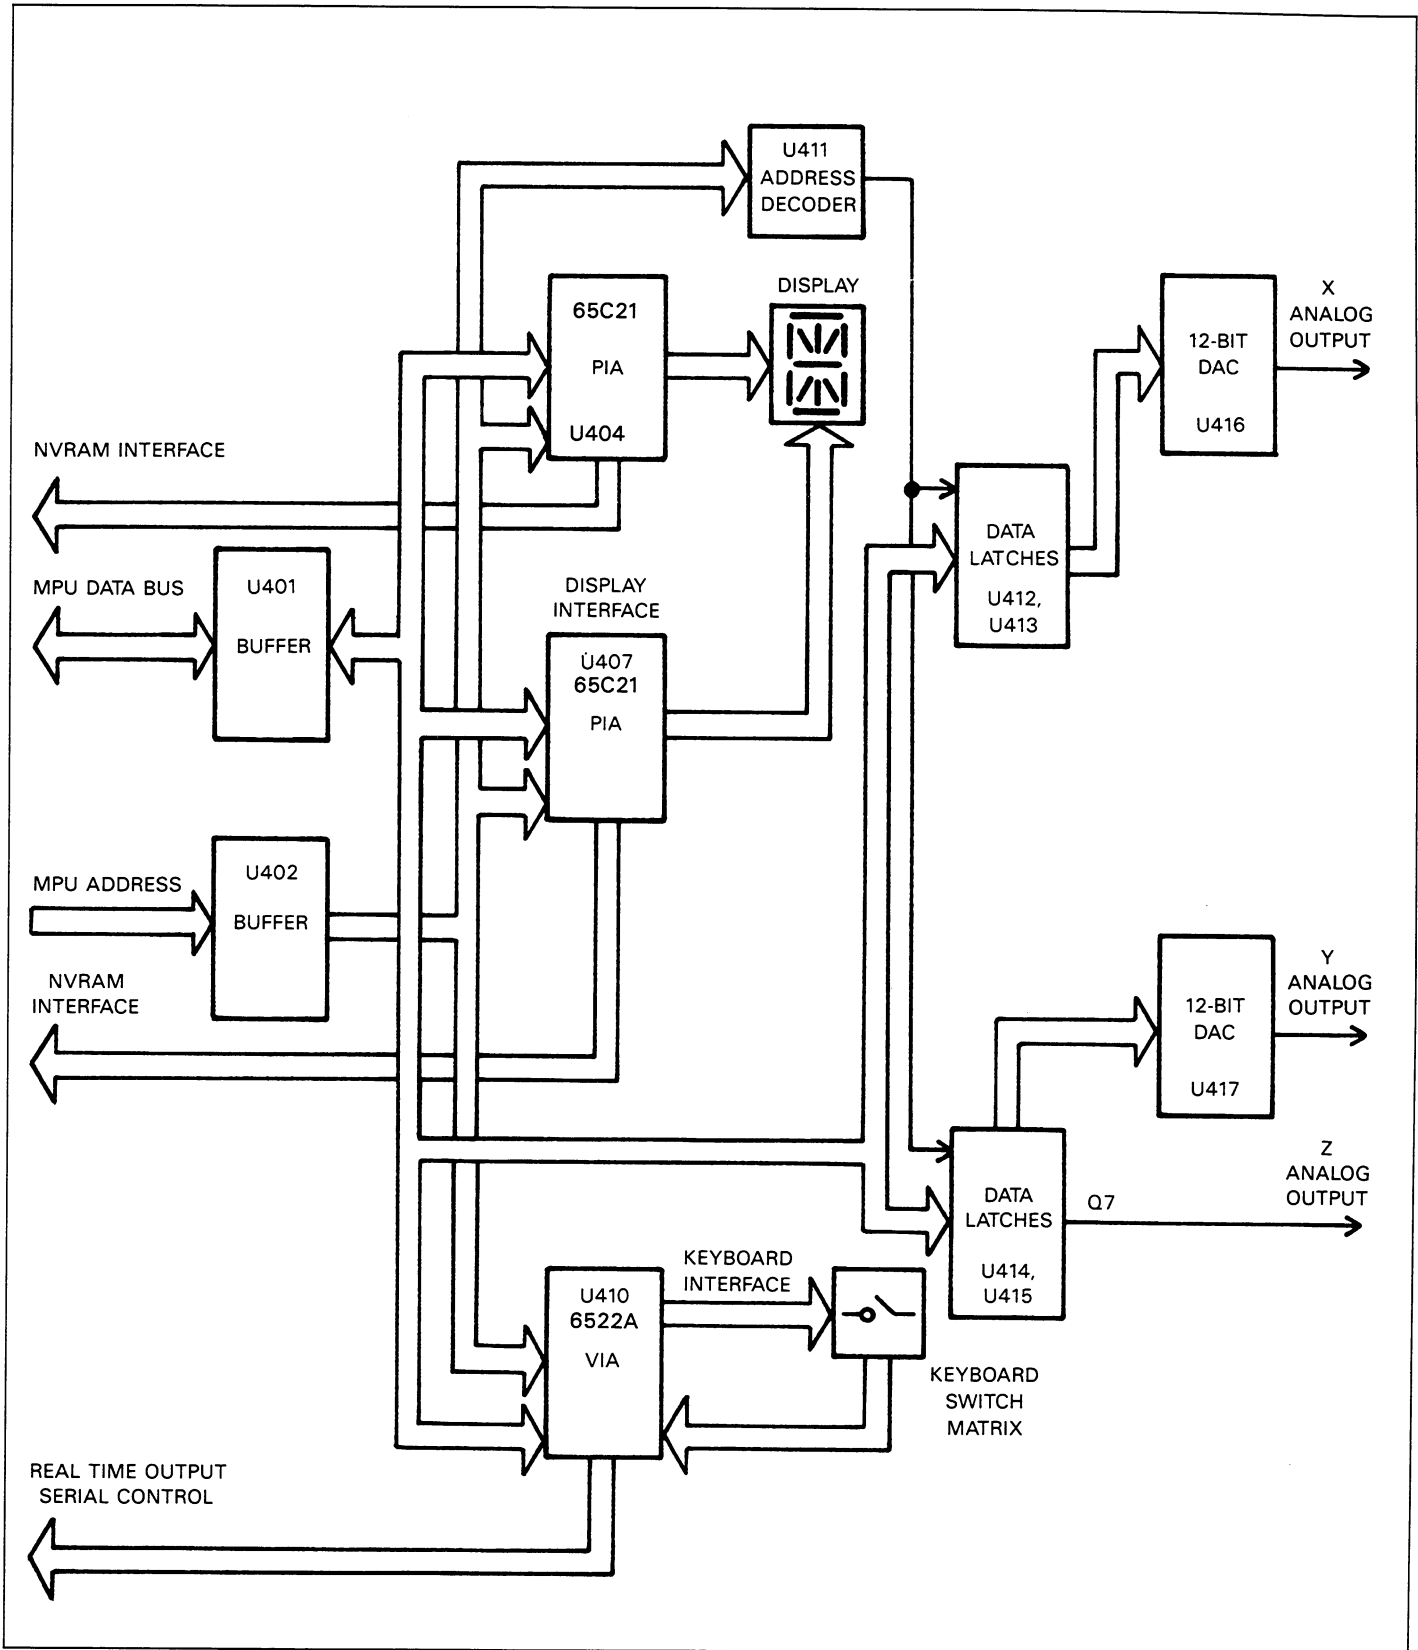 U411
ADDRESS
DECODER
DISPLAY
65C21
PIA
U404
X
ANALOG
OUTPUT
12-BIT
DAC
U416
NVRAM INTERFACE
DATA
LATCHES
U412,
U413
MPU DATA BUS
U401
BUFFER
DISPLAY
INTERFACE
U407
65C21
PIA
MPU ADDRESS
U402
BUFFER
NVRAM
INTERFACE
12-BIT
DAC
U417
Y
ANALOG
OUTPUT
Z
ANALOG
OUTPUT
DATA
LATCHES
U414,
U415
Q7
KEYBOARD
INTERFACE
U410
6522A
VIA
KEYBOARD
SWITCH
MATRIX
REAL TIME OUTPUT
SERIAL CONTROL